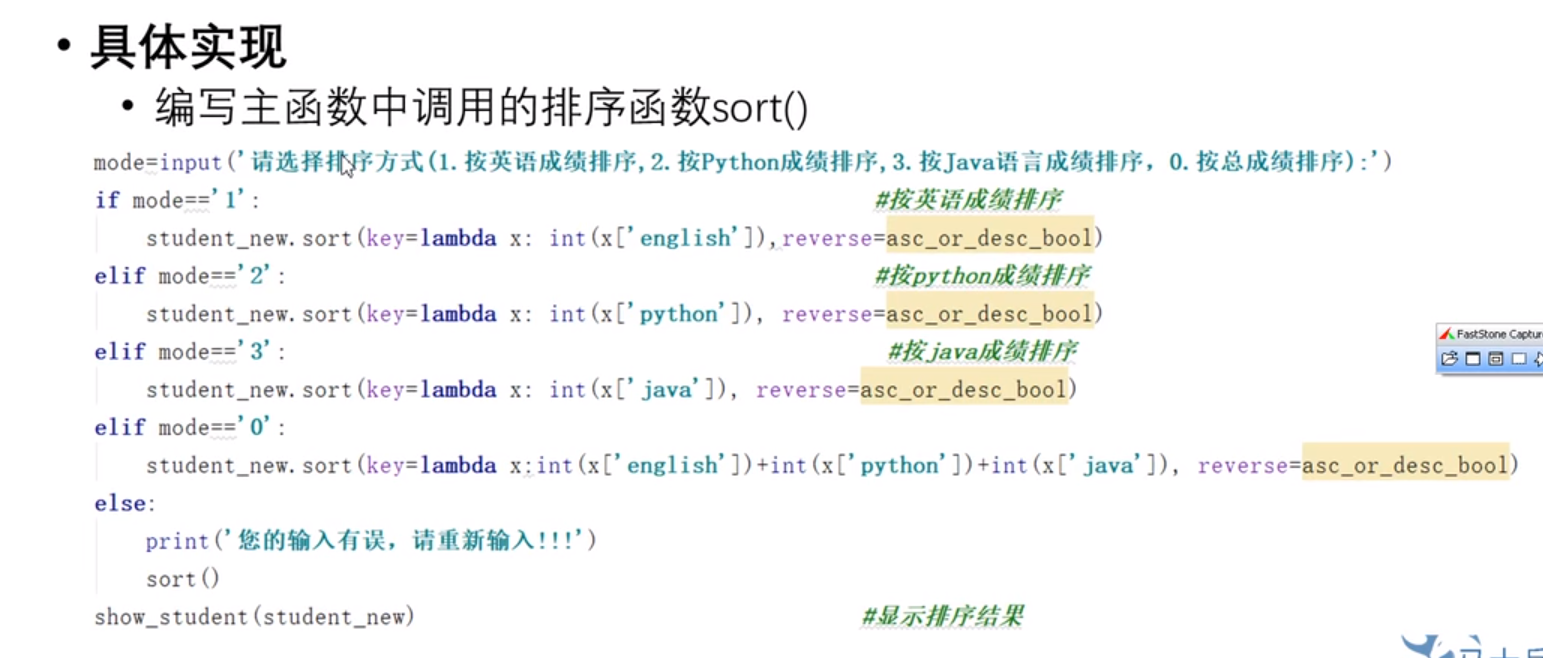 • 具体实现
• 编写主函数中调用的排序函数sort()
mode=input('请选择排序方式(1.按英语成绩排序,2.按Python成绩排序,3.按Java语言成绩排序，0.按总成绩排序):')
if mode=='1': #按英语成绩排序
student_new.sort(key=lambda x: int(x['english']),reverse=asc_or_desc_bool)
elif mode=='2': #按python成绩排序
student_new.sort(key=lambda x: int(x['python']), reverse=asc_or_desc_bool)
elif mode=='3': #按java成绩排序
student_new.sort(key=lambda x: int(x['java']), reverse=asc_or_desc_bool)
elif mode=='0':
student_new.sort(key=lambda x:int(x['english'])+int(x['python'])+int(x['java']), reverse=asc_or_desc_bool)
else:
print('您的输入有误，请重新输入!!!')
sort()
show_student(student_new) #显示排序结果
FastStone Captur